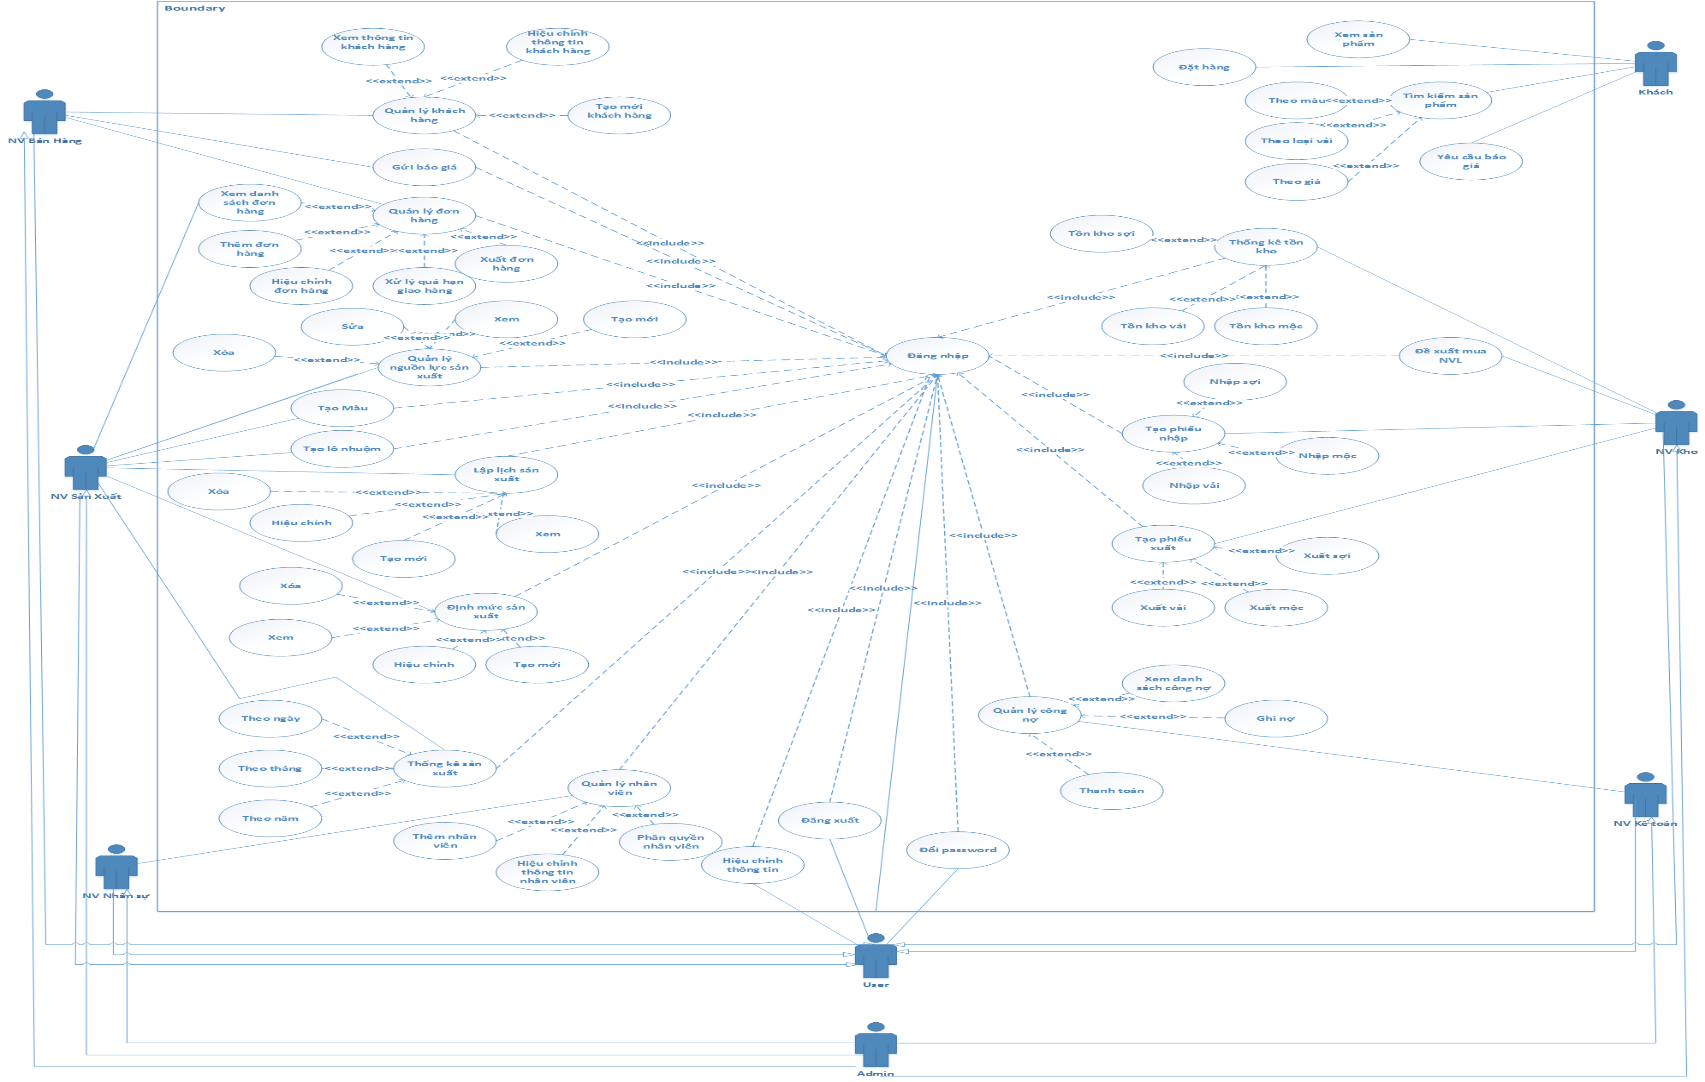 Boundary
Xem thông tin
khách hàng
Hiệu chỉnh
thông tin
khách hàng
<<extend>>
<<extend>>
Quản lý khách
hàng
<<extend>>
Tạo mới
khách hàng
NV Bán Hàng
Gửi báo giá
Xem danh
sách đơn
hàng
<<extend>>
Quản lý đơn
hàng
Thêm đơn
hàng
<<extend>>
<<extend>>
<<extend>>
<<extend>>
Xuất đơn
hàng
Hiệu chỉnh
đơn hàng
Xử lý quá hạn
giao hàng
<<include>>
<<include>>
<<include>>
Xem sản
phẩm
Đặt hàng
Khách
Theo màu
<<extend>>
Tìm kiếm sản
phẩm
<<extend>>
Theo loại vải
<<extend>>
Theo giá
Yêu cầu báo
giá
Tồn kho sợi
<<extend>>
Thống kê tồn
kho
<<include>>
<<extend>>
<<extend>>
Tồn kho vải
Tồn kho mộc
Sửa
Xem
Tạo mới
Xóa
<<extend>>
<<extend>>
<<extend>>
Quản lý
nguồn lực sản
xuất
<<include>>
Đăng nhập
<<include>>
Đề xuất mua
NVL
Tạo Màu
<<include>>
<<include>>
<<include>>
Tạo lô nhuộm
Nhập sợi
<<include>>
<<extend>>
Tạo phiếu
nhập
<<extend>>
Nhập mộc
<<extend>>
Nhập vải
NV Kho
<<include>>
Lập lịch sản
xuất
NV Sản Xuất
Xóa
<<extend>>
<<extend>>
<<extend>>
Hiệu chỉnh
Xem
Tạo mới
<<include>>
<<include>>
Tạo phiếu
xuất
<<extend>>
Xuất sợi
<<extend>>
<<extend>>
Xuất vải
Xuất mộc
Xóa
<<extend>>
Định mức sản
xuất
Xem
<<extend>>
<<extend>>
Hiệu chỉnh
Tạo mới
<<include>>
<<include>>
<<include>>
<<include>>
<<include>>
Xem danh
sách công nợ
<<extend>>
Quản lý công
nợ
<<extend>>
Ghi nợ
<<extend>>
Thanh toán
Theo ngày
<<extend>>
Theo tháng
<<extend>>
Thống kê sản
xuất
<<extend>>
Theo năm
Quản lý nhân
viên
<<extend>>
<<extend>>
<<extend>>
Thêm nhân
viên
Phân quyền
nhân viên
Hiệu chỉnh
thông tin
nhân viên
Hiệu chỉnh
thông tin
Đăng xuất
Đổi password
NV Kế toán
NV Nhân sự
User
Admin